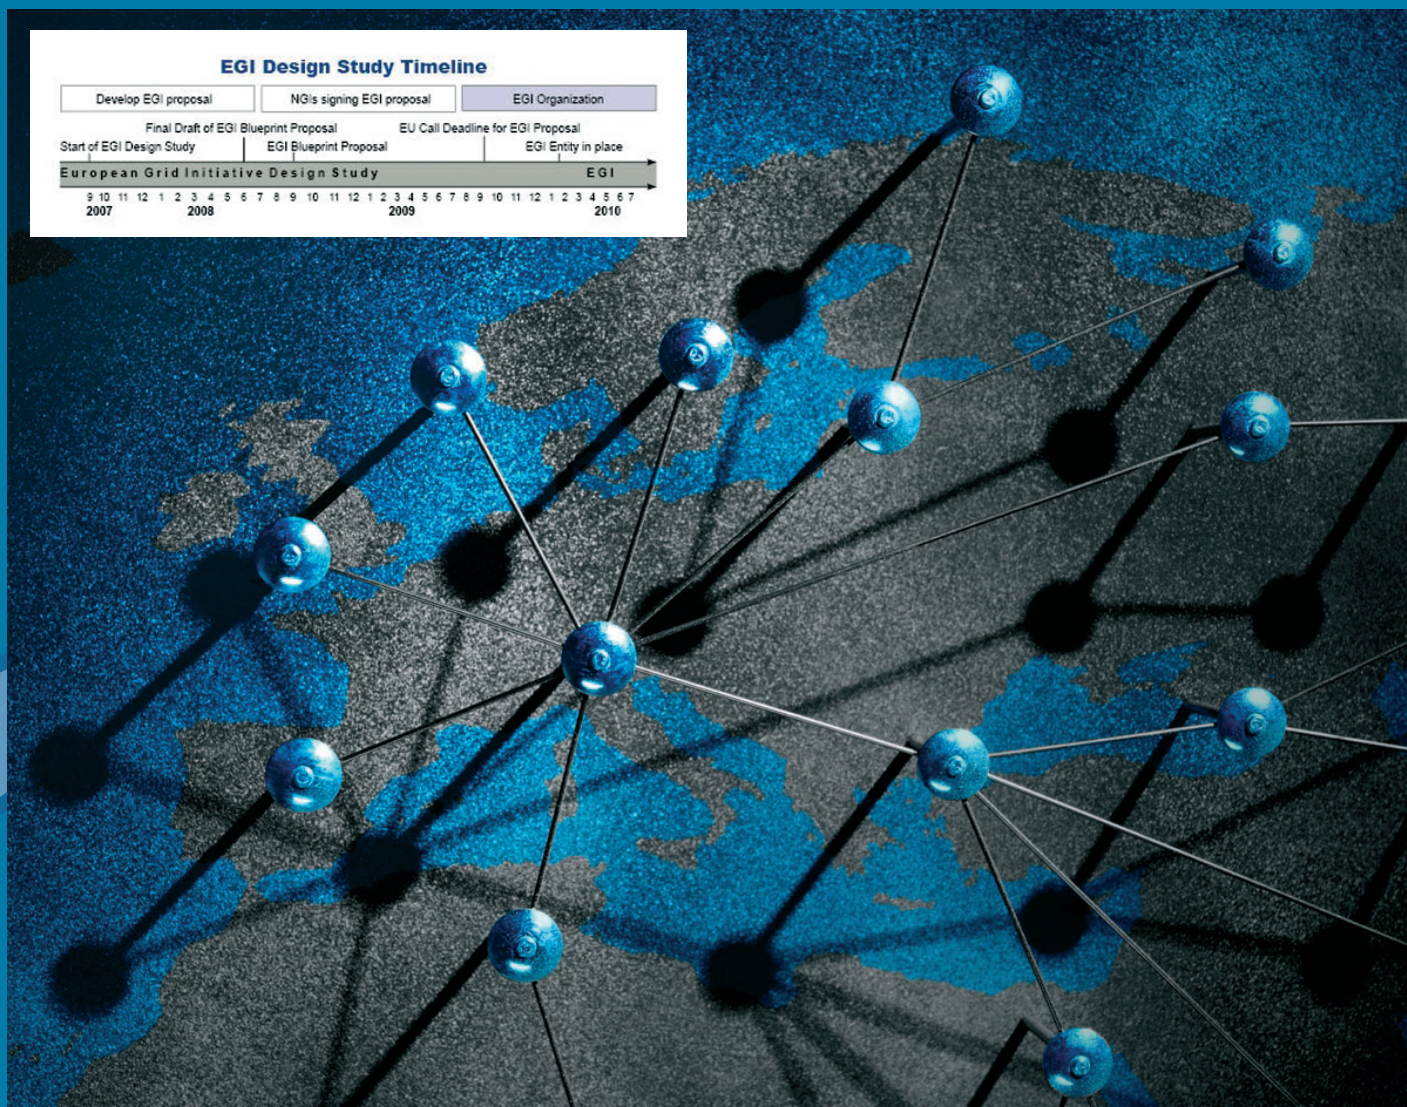 EGI Design Study Timeline
Develop EGI proposal NGIs signing EGI proposal EGI Organization
Final Draft of EGI Blueprint Proposal EU Call Deadline for EGI Proposal
Start of EGI Design Study EGI Blueprint Proposal EGI Entity in place
European Grid Initiative Design Study EGI
9 10 11 12 1 2 3 4 5 6 7 8 9 10 11 12 1 2 3 4 5 6 7 8 9 10 11 12 1 2 3 4 5 6 7
2007 2008 2009 2010